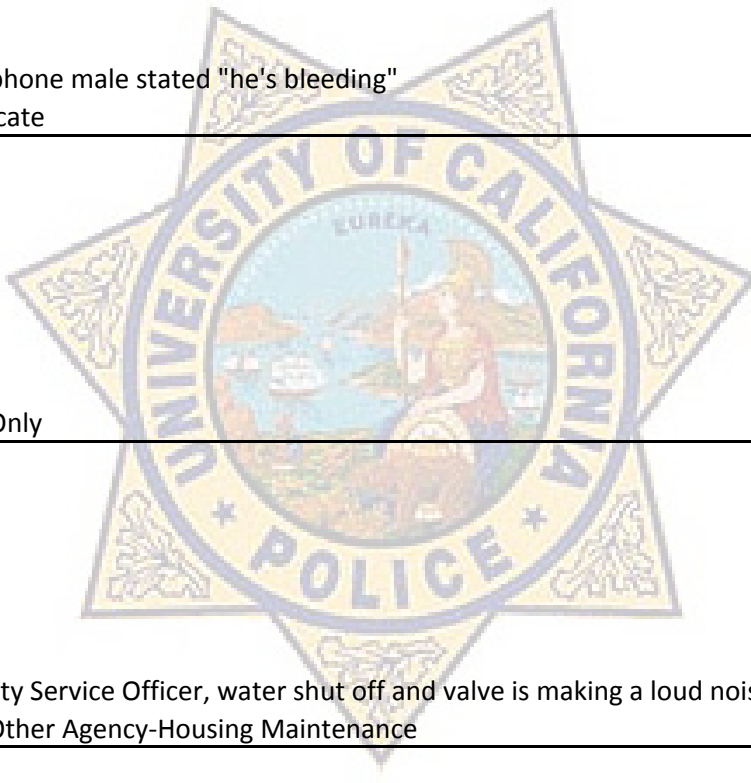 phone male stated "he's bleeding"
cate
UNIVERSITY OF CALIFORNIA
EUREKA
Only
POLICE
ty Service Officer, water shut off and valve is making a loud nois
Other Agency-Housing Maintenance